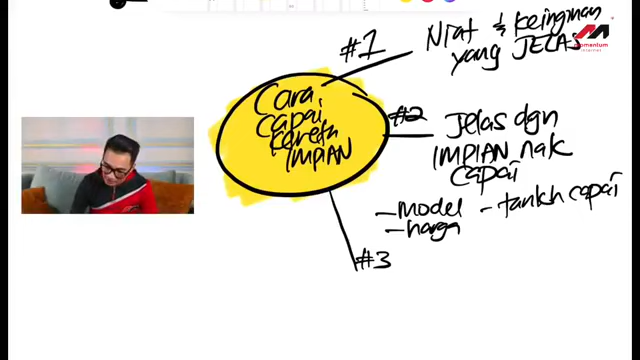 Cara
capai
kereta
IMPIAN
#1
Niat & keinginan
yang JELAS
momentum
internet
#2
Jelas dgn
IMPIAN nak
capai
- model
- harga
- tarikh capai
#3